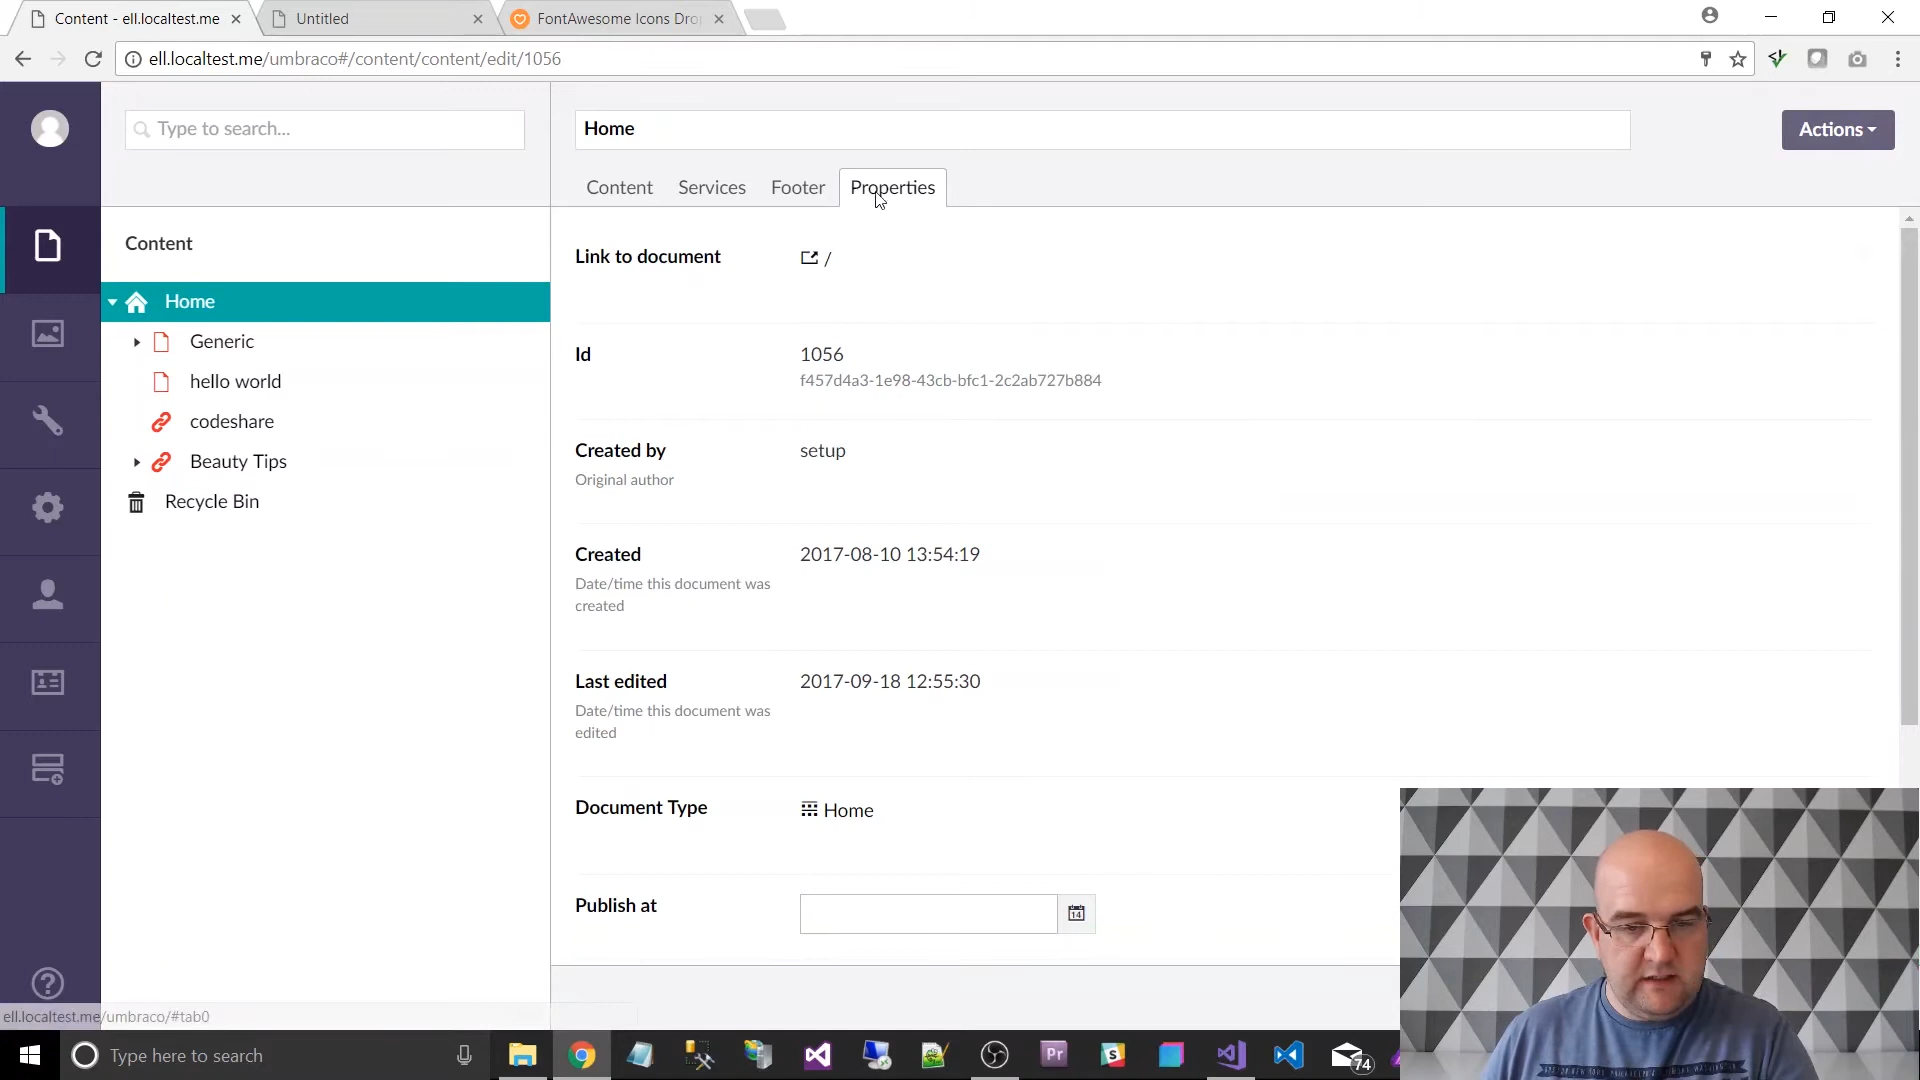 Content - ell.localtest.me
Untitled
FontAwesome Icons Dro
ell.localtest.me/umbraco#/content/content/edit/1056
Type to search...
Home
Actions
Content
Services
Footer
Properties
Content
Home
Generic
hello world
codeshare
Beauty Tips
Recycle Bin
Link to document
/
Id
1056
f457d4a3-1e98-43cb-bfc1-2c2ab727b884
Created by
setup
Original author
Created
2017-08-10 13:54:19
Date/time this document was
created
Last edited
2017-09-18 12:55:30
Date/time this document was
edited
Document Type
Home
Publish at
14
ell.localtest.me/umbraco/#tab0
Type here to search
Pr
S
74